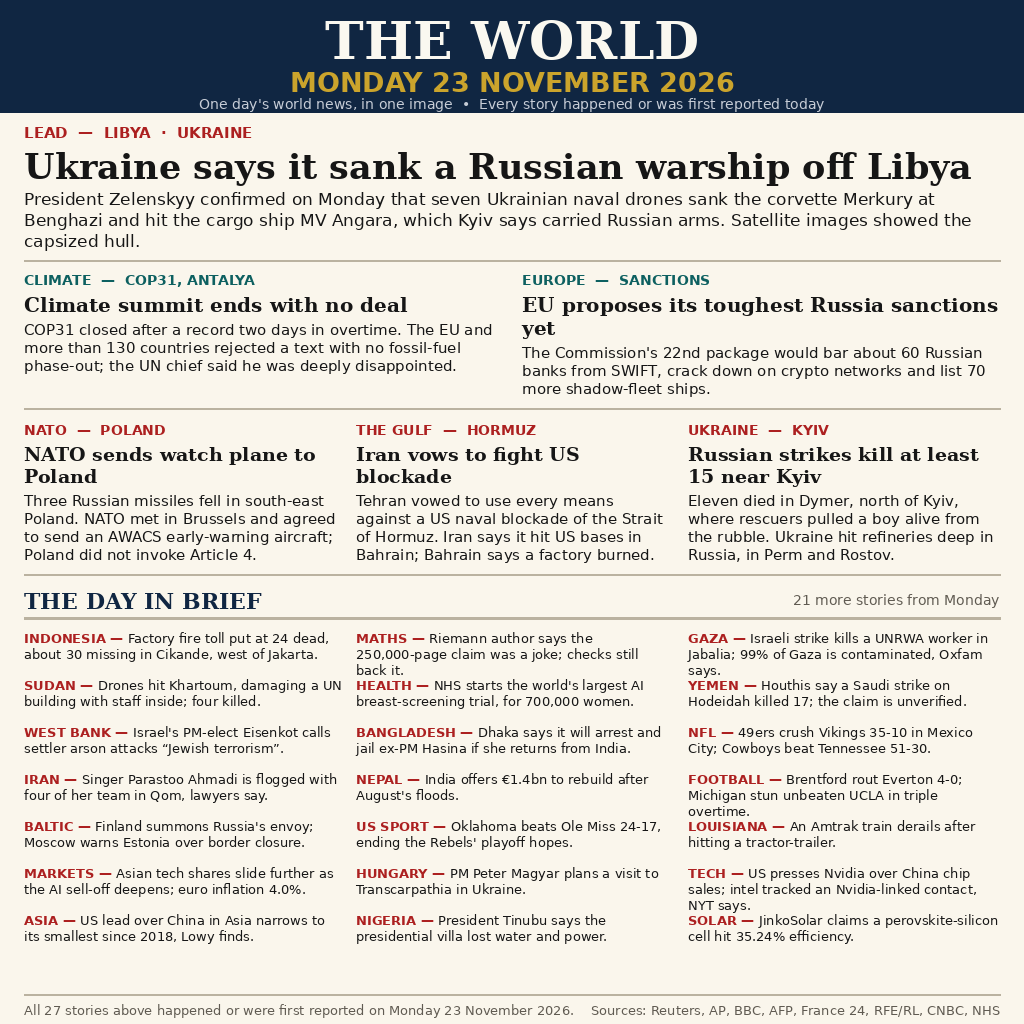 THE WORLD
MONDAY 23 NOVEMBER 2026
One day's world news, in one image • Every story happened or was first reported today
LEAD — LIBYA · UKRAINE
Ukraine says it sank a Russian warship off Libya
President Zelenskyy confirmed on Monday that seven Ukrainian naval drones sank the corvette Merkury at
Benghazi and hit the cargo ship MV Angara, which Kyiv says carried Russian arms. Satellite images showed the
capsized hull.
CLIMATE — COP31, ANTALYA
Climate summit ends with no deal
COP31 closed after a record two days in overtime. The EU and
more than 130 countries rejected a text with no fossil-fuel
phase-out; the UN chief said he was deeply disappointed.
EUROPE — SANCTIONS
EU proposes its toughest Russia sanctions
yet
The Commission's 22nd package would bar about 60 Russian
banks from SWIFT, crack down on crypto networks and list 70
more shadow-fleet ships.
NATO — POLAND
NATO sends watch plane to
Poland
Three Russian missiles fell in south-east
Poland. NATO met in Brussels and agreed
to send an AWACS early-warning aircraft;
Poland did not invoke Article 4.
THE GULF — HORMUZ
Iran vows to fight US
blockade
Tehran vowed to use every means
against a US naval blockade of the Strait
of Hormuz. Iran says it hit US bases in
Bahrain; Bahrain says a factory burned.
UKRAINE — KYIV
Russian strikes kill at least
15 near Kyiv
Eleven died in Dymer, north of Kyiv,
where rescuers pulled a boy alive from
the rubble. Ukraine hit refineries deep in
Russia, in Perm and Rostov.
THE DAY IN BRIEF
21 more stories from Monday
INDONESIA — Factory fire toll put at 24 dead,
about 30 missing in Cikande, west of Jakarta.
SUDAN — Drones hit Khartoum, damaging a UN
building with staff inside; four killed.
WEST BANK — Israel's PM-elect Eisenkot calls
settler arson attacks “Jewish terrorism”.
IRAN — Singer Parastoo Ahmadi is flogged with
four of her team in Qom, lawyers say.
BALTIC — Finland summons Russia's envoy;
Moscow warns Estonia over border closure.
MARKETS — Asian tech shares slide further as
the AI sell-off deepens; euro inflation 4.0%.
ASIA — US lead over China in Asia narrows to
its smallest since 2018, Lowy finds.
MATHS — Riemann author says the
250,000-page claim was a joke; checks still
back it.
HEALTH — NHS starts the world's largest AI
breast-screening trial, for 700,000 women.
BANGLADESH — Dhaka says it will arrest and
jail ex-PM Hasina if she returns from India.
NEPAL — India offers €1.4bn to rebuild after
August's floods.
US SPORT — Oklahoma beats Ole Miss 24-17,
ending the Rebels' playoff hopes.
HUNGARY — PM Peter Magyar plans a visit to
Transcarpathia in Ukraine.
NIGERIA — President Tinubu says the
presidential villa lost water and power.
GAZA — Israeli strike kills a UNRWA worker in
Jabalia; 99% of Gaza is contaminated, Oxfam
says.
YEMEN — Houthis say a Saudi strike on
Hodeidah killed 17; the claim is unverified.
NFL — 49ers crush Vikings 35-10 in Mexico
City; Cowboys beat Tennessee 51-30.
FOOTBALL — Brentford rout Everton 4-0;
Michigan stun unbeaten UCLA in triple
overtime.
LOUISIANA — An Amtrak train derails after
hitting a tractor-trailer.
TECH — US presses Nvidia over China chip
sales; intel tracked an Nvidia-linked contact,
NYT says.
SOLAR — JinkoSolar claims a perovskite-silicon
cell hit 35.24% efficiency.
All 27 stories above happened or were first reported on Monday 23 November 2026.
Sources: Reuters, AP, BBC, AFP, France 24, RFE/RL, CNBC, NHS